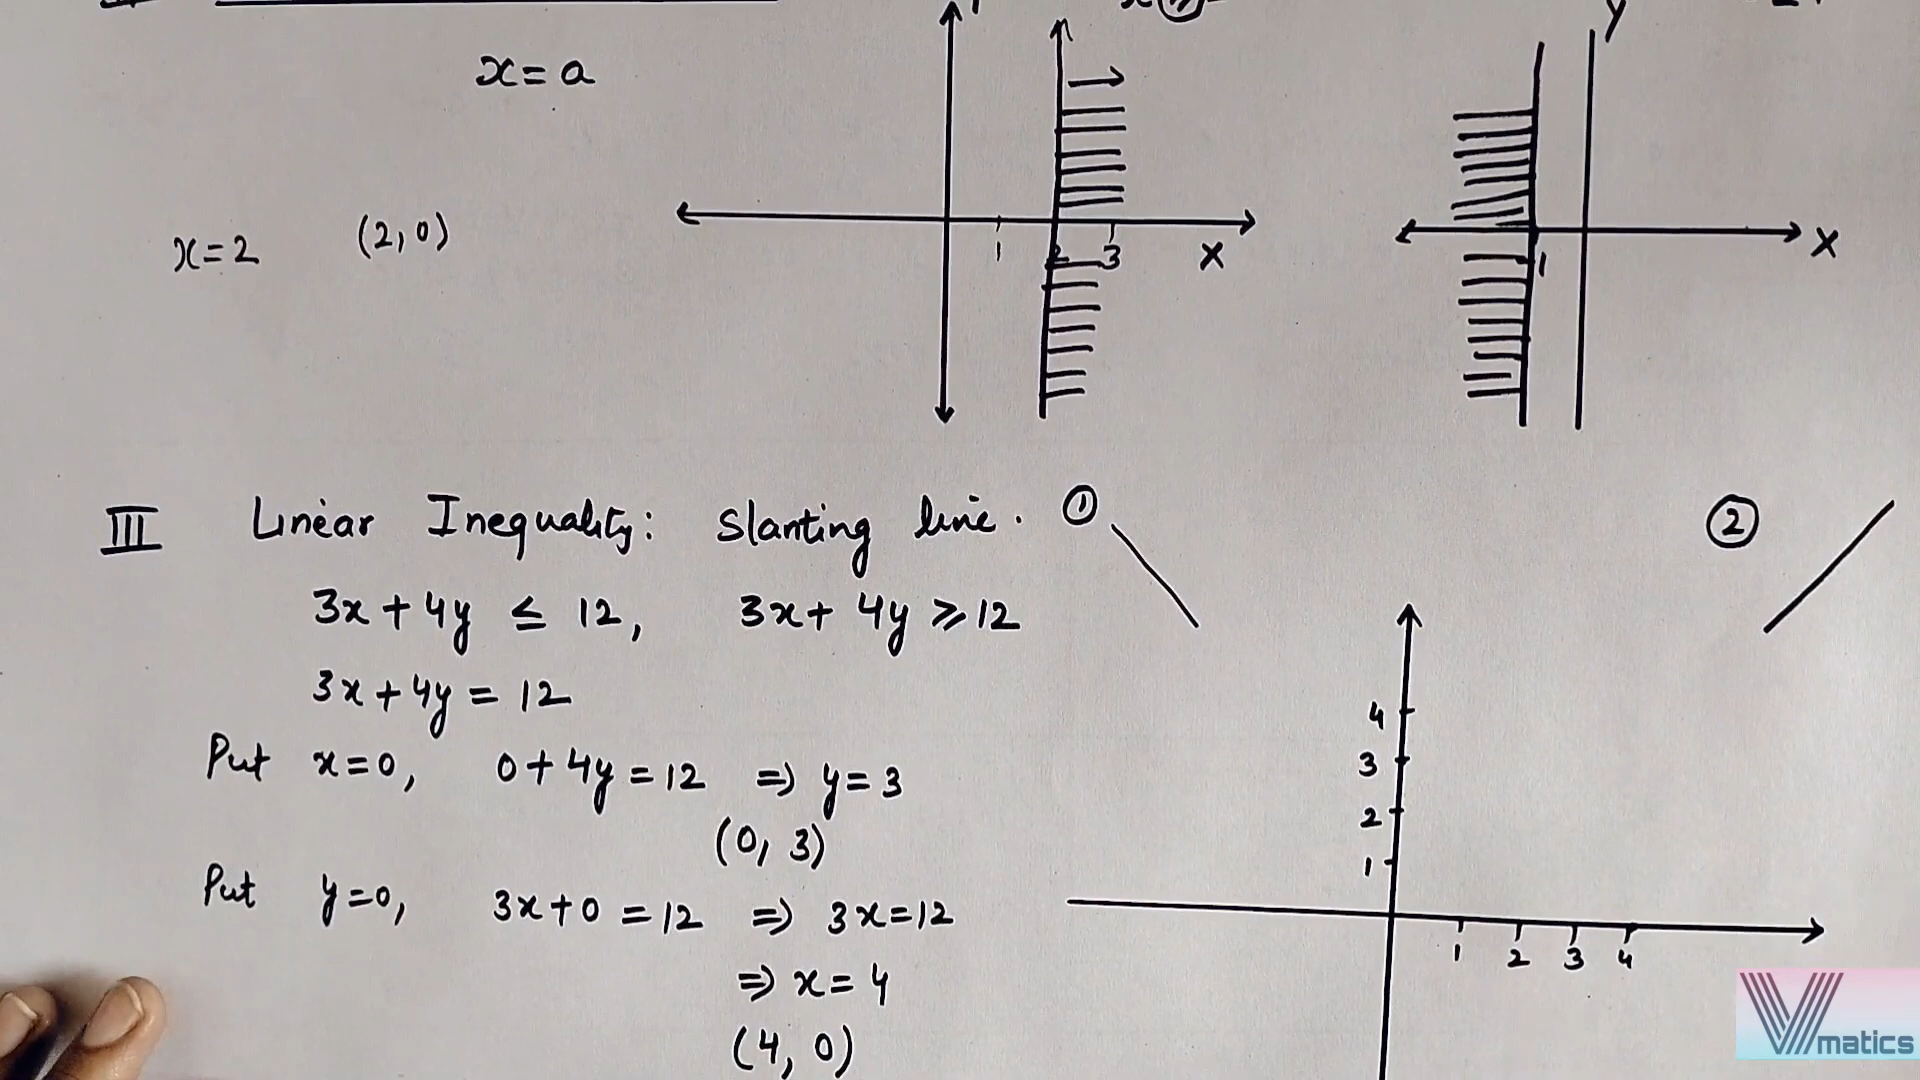 x = a
x = 2 (2, 0)
1 2 3 X
Y
1 X
III Linear Inequality: Slanting line. ① ②
3x + 4y ≤ 12, 3x + 4y ≥ 12
3x + 4y = 12
Put x = 0, 0 + 4y = 12 ⇒ y = 3
(0, 3)
Put y = 0, 3x + 0 = 12 ⇒ 3x = 12
⇒ x = 4
(4, 0)
4
3
2
1
1 2 3 4
Vmatics